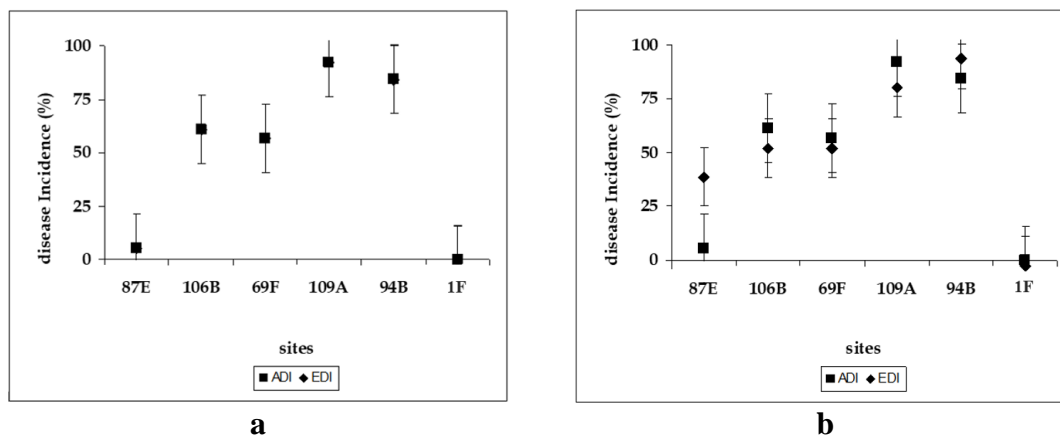 disease Incidence (%)
100
75
50
25
0
87E 106B 69F 109A 94B 1F
sites
ADI EDI
a
disease Incidence (%)
100
75
50
25
0
87E 106B 69F 109A 94B 1F
sites
ADI EDI
b